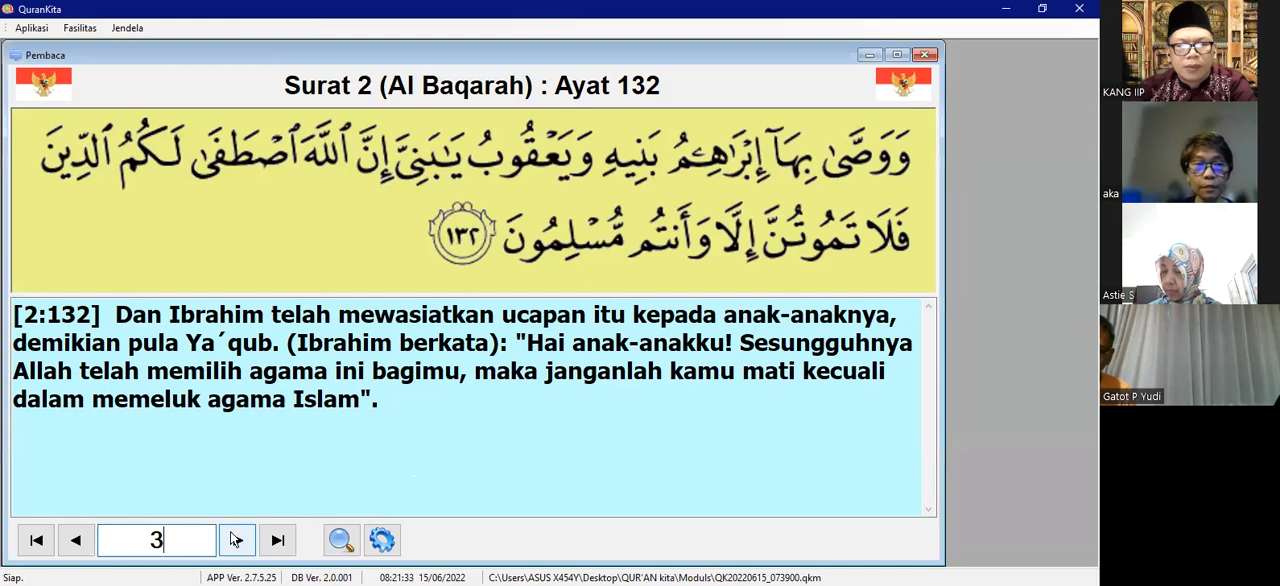 QuranKita
Aplikasi Fasilitas Jendela
Pembaca
Surat 2 (Al Baqarah) : Ayat 132
وَوَصَّىٰ بِهَآ إِبْرَٰهِـۧمُ بَنِيهِ وَيَعْقُوبُ يَـٰبَنِىَّ إِنَّ ٱللَّهَ ٱصْطَفَىٰ لَكُمُ ٱلدِّينَ
فَلَا تَمُوتُنَّ إِلَّا وَأَنتُم مُّسْلِمُونَ ١٣٢
[2:132] Dan Ibrahim telah mewasiatkan ucapan itu kepada anak-anaknya,
demikian pula Ya´qub. (Ibrahim berkata): "Hai anak-anakku! Sesungguhnya
Allah telah memilih agama ini bagimu, maka janganlah kamu mati kecuali
dalam memeluk agama Islam".
3
Siap. APP Ver. 2.7.5.25 DB Ver. 2.0.001 08:21:33 15/06/2022 C:\Users\ASUS X454Y\Desktop\QUR'AN kita\Moduls\QK20220615_073900.qkm
KANG IIP
aka
Astie S
Gatot P Yudi